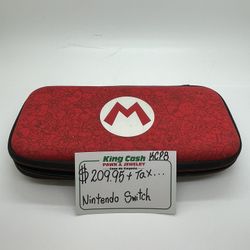 M
King Cash KCPB
PAWN & JEWELRY
$209.95 + Tax...
Nintendo Switch